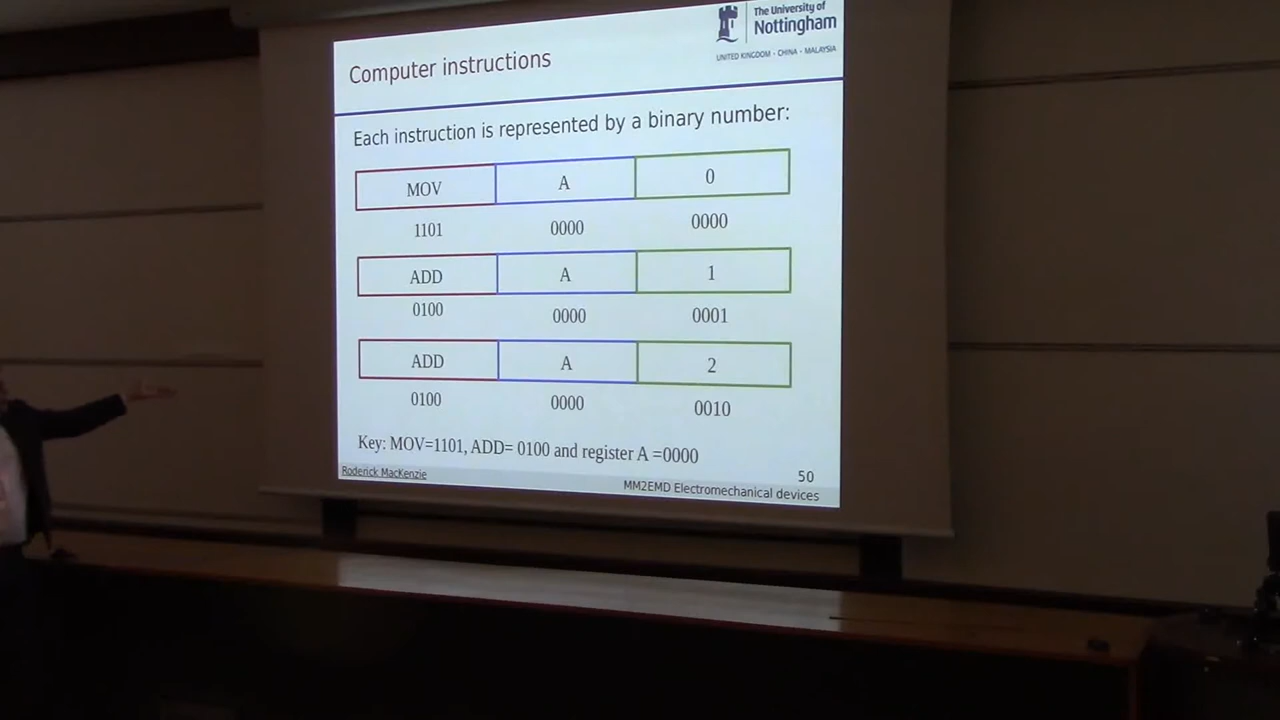 The University of
Nottingham
UNITED KINGDOM · CHINA · MALAYSIA
Computer instructions
Each instruction is represented by a binary number:
MOV A 0
1101 0000 0000
ADD A 1
0100 0000 0001
ADD A 2
0100 0000 0010
Key: MOV=1101, ADD= 0100 and register A =0000
Roderick MacKenzie
50
MM2EMD Electromechanical devices